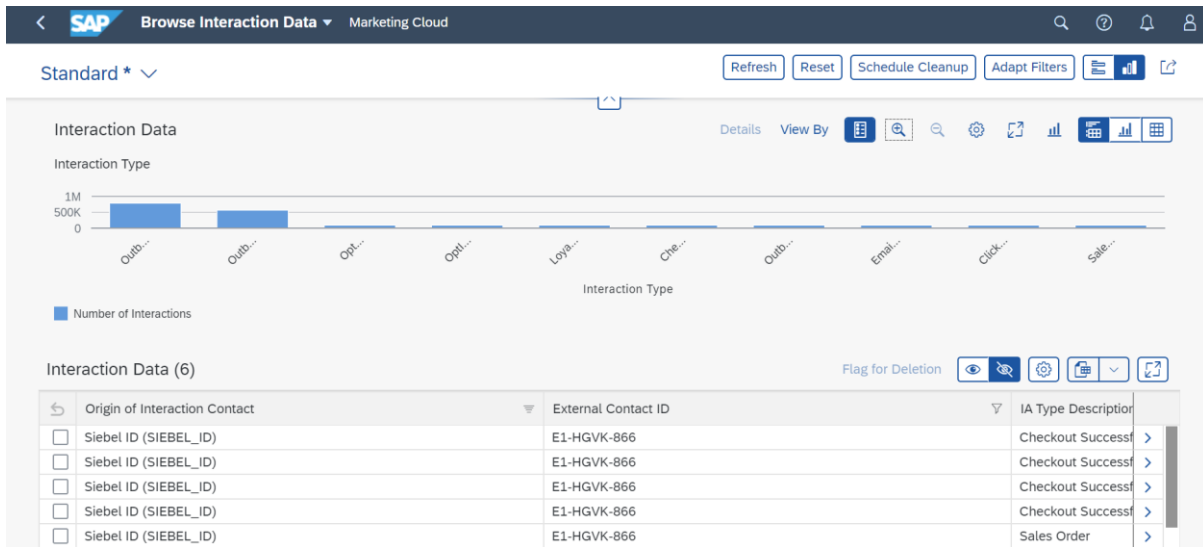 SAP Browse Interaction Data Marketing Cloud
Standard *
Refresh Reset Schedule Cleanup Adapt Filters
Interaction Data
Details View By
Interaction Type
1M
500K
0
Outb... Outb... Opt... OptI... Loya... Che... Outb... Emai... Click... Sale...
Interaction Type
Number of Interactions
Interaction Data (6)
Flag for Deletion
Origin of Interaction Contact External Contact ID IA Type Description
Siebel ID (SIEBEL_ID) E1-HGVK-866 Checkout Successf
Siebel ID (SIEBEL_ID) E1-HGVK-866 Checkout Successf
Siebel ID (SIEBEL_ID) E1-HGVK-866 Checkout Successf
Siebel ID (SIEBEL_ID) E1-HGVK-866 Checkout Successf
Siebel ID (SIEBEL_ID) E1-HGVK-866 Sales Order